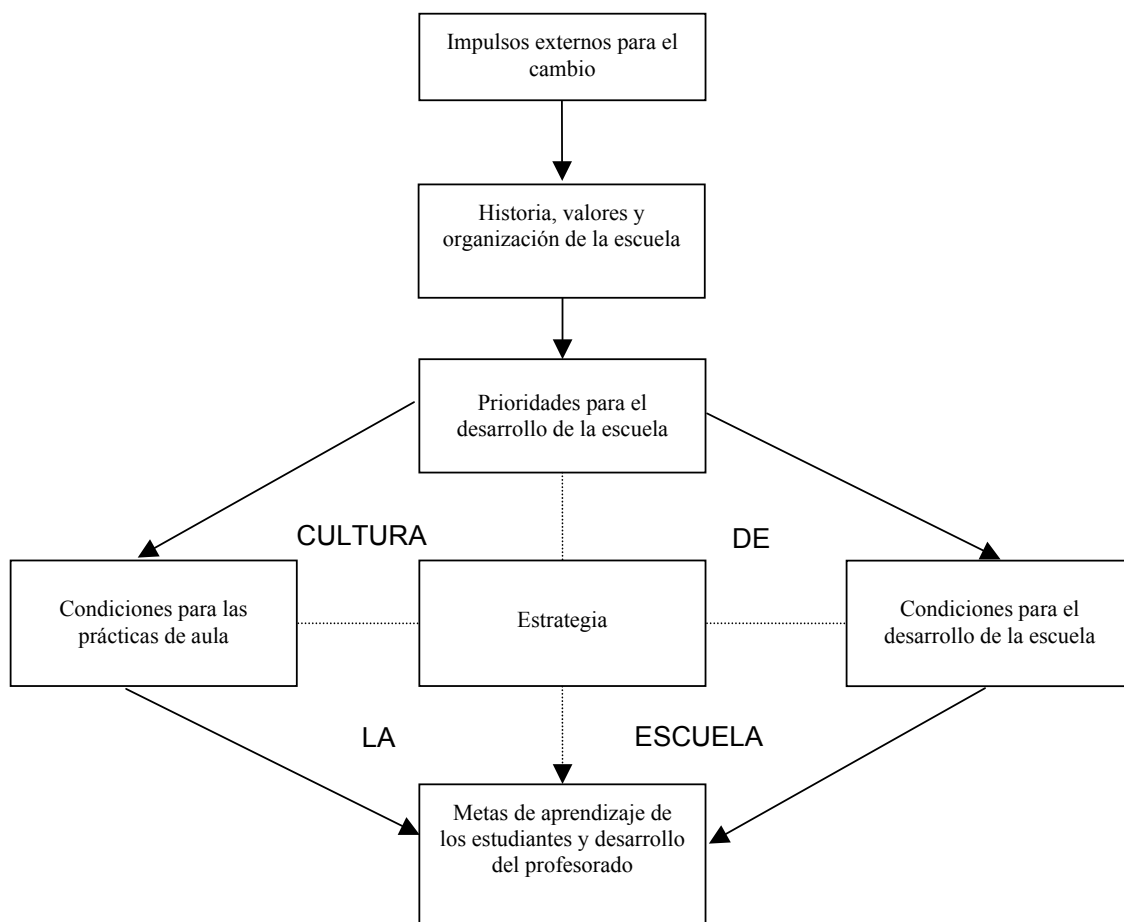 Impulsos externos para el
cambio
Historia, valores y
organización de la escuela
Prioridades para el
desarrollo de la escuela
CULTURA
DE
Condiciones para las
prácticas de aula
Estrategia
Condiciones para el
desarrollo de la escuela
LA
ESCUELA
Metas de aprendizaje de
los estudiantes y desarrollo
del profesorado